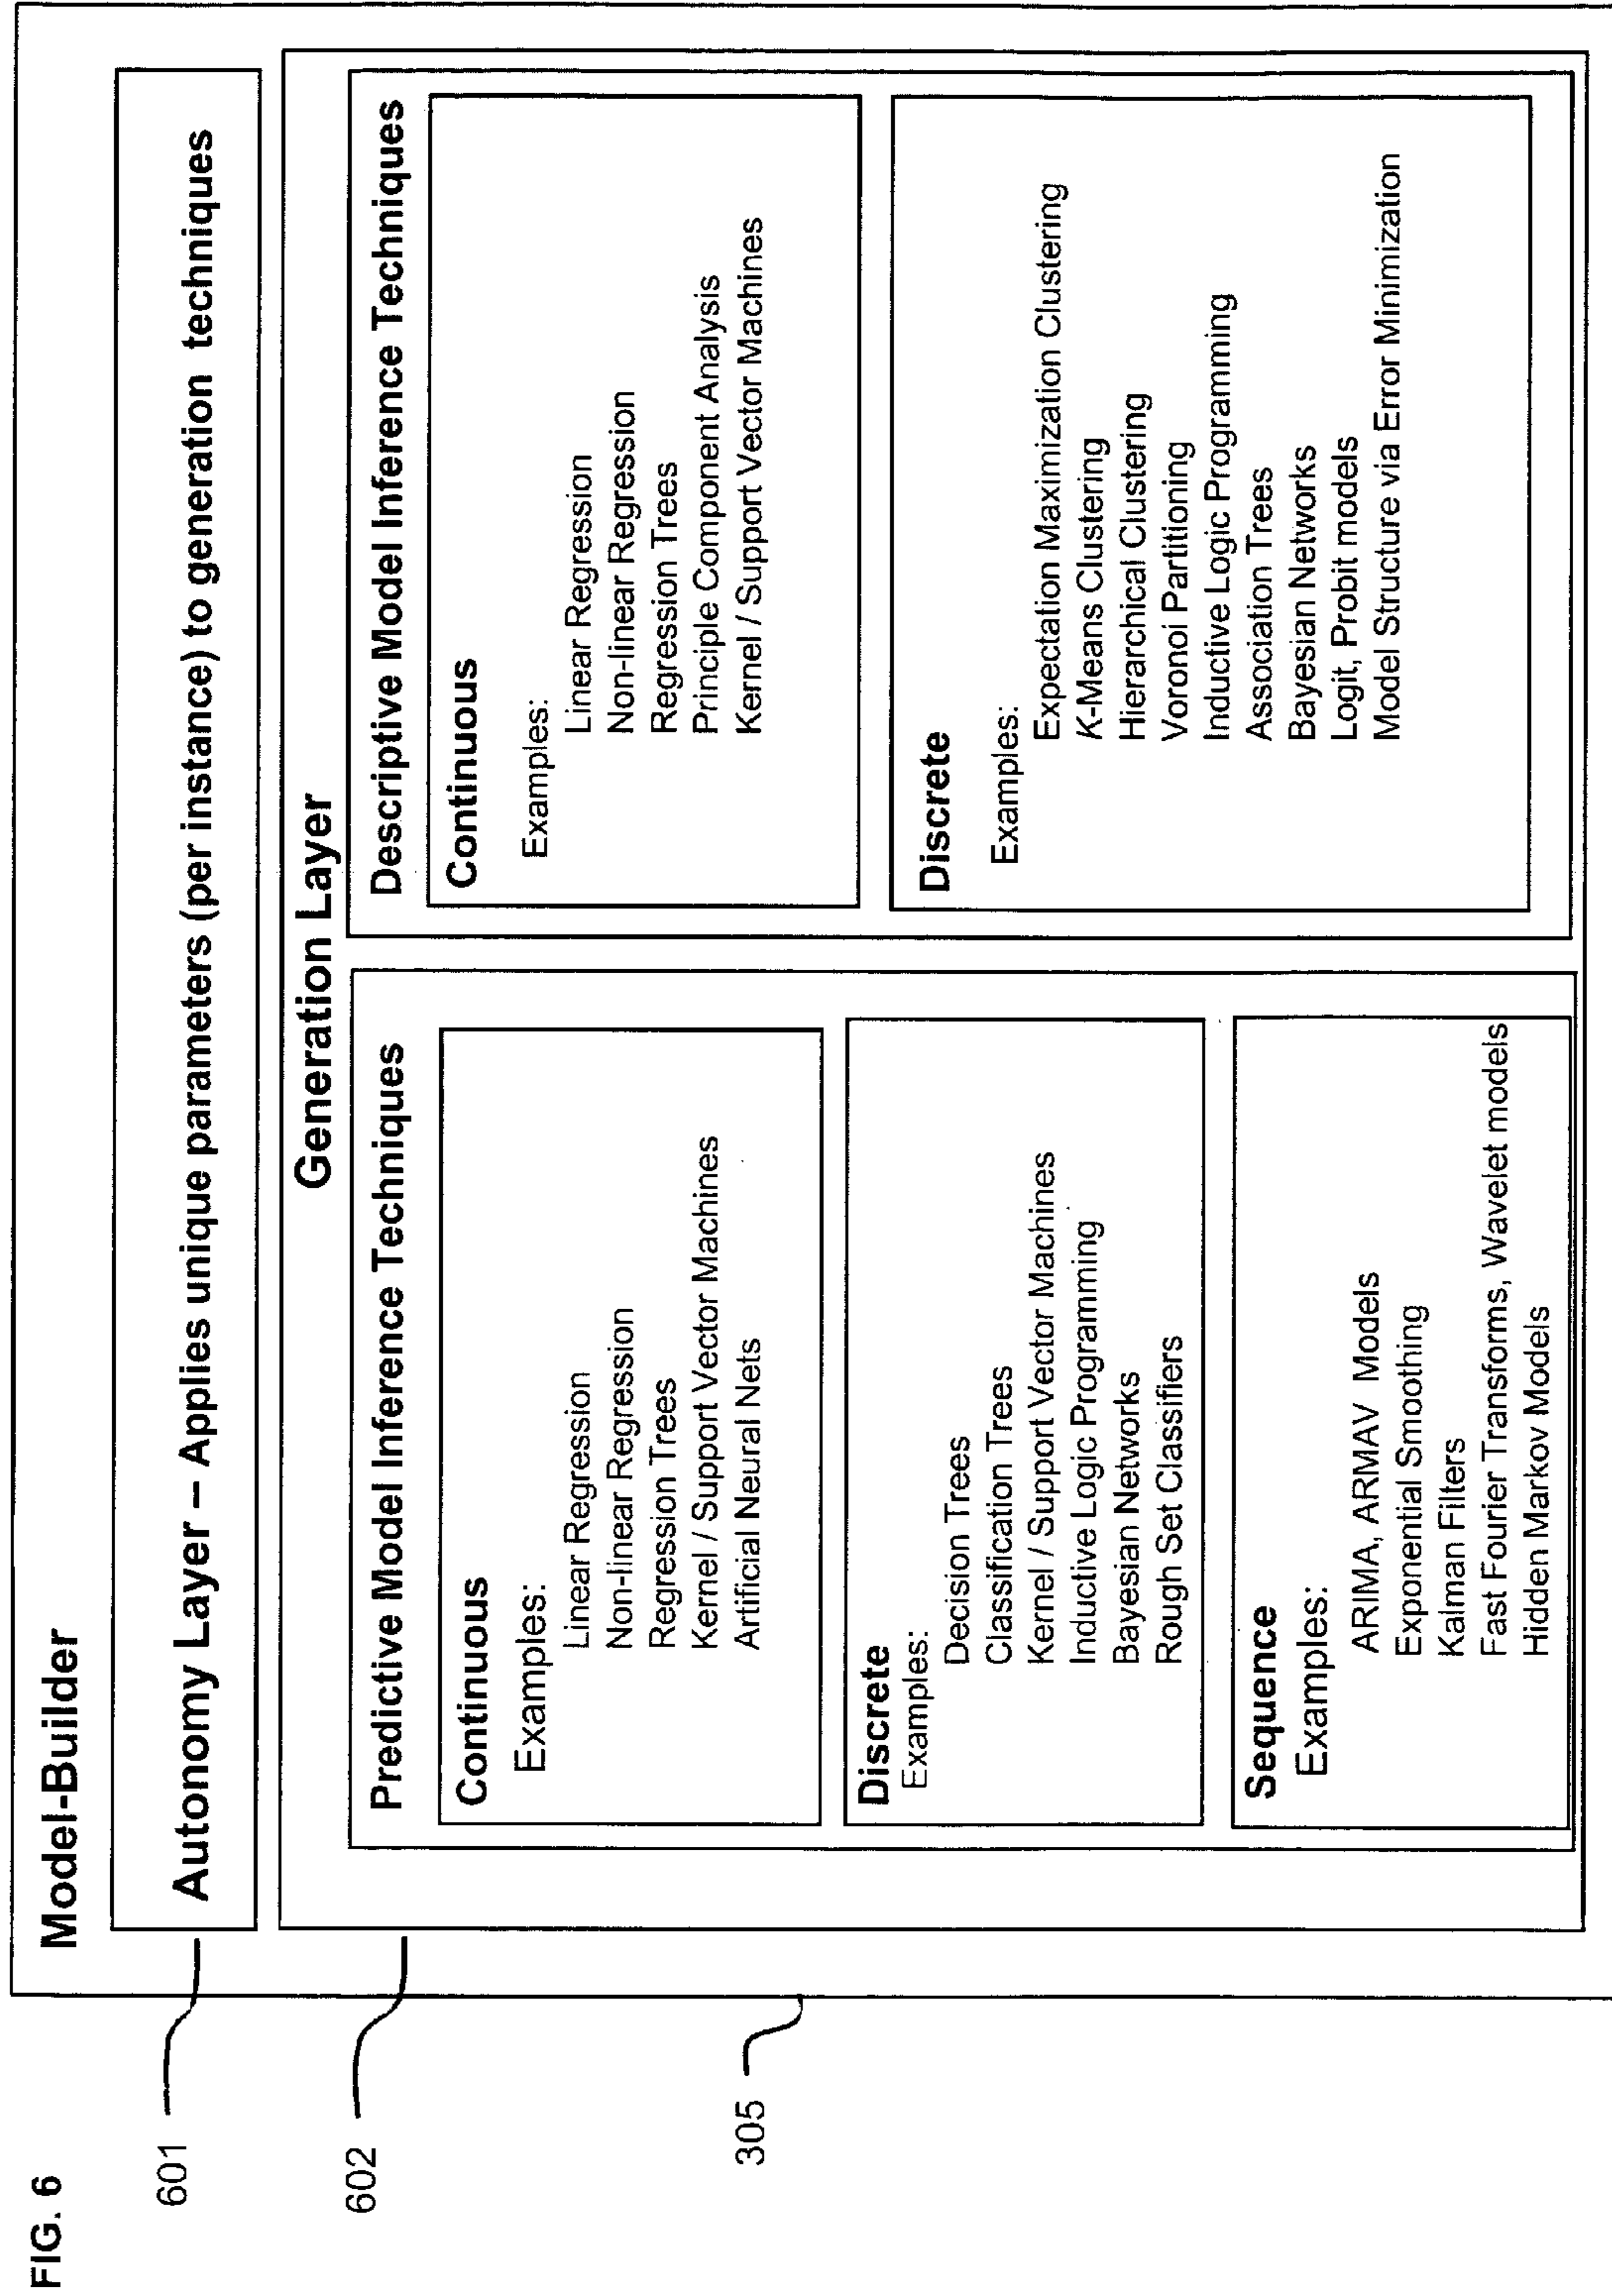 FIG. 6
Model-Builder
601
Autonomy Layer – Applies unique parameters (per instance) to generation techniques
602
Generation Layer
Predictive Model Inference Techniques
Continuous
Examples:
Linear Regression
Non-linear Regression
Regression Trees
Kernel / Support Vector Machines
Artificial Neural Nets
Discrete
Examples:
Decision Trees
Classification Trees
Kernel / Support Vector Machines
Inductive Logic Programming
Bayesian Networks
Rough Set Classifiers
Sequence
Examples:
ARIMA, ARMAV Models
Exponential Smoothing
Kalman Filters
Fast Fourier Transforms, Wavelet models
Hidden Markov Models
Descriptive Model Inference Techniques
Continuous
Examples:
Linear Regression
Non-linear Regression
Regression Trees
Principle Component Analysis
Kernel / Support Vector Machines
Discrete
Examples:
Expectation Maximization Clustering
K-Means Clustering
Hierarchical Clustering
Voronoi Partitioning
Inductive Logic Programming
Association Trees
Bayesian Networks
Logit, Probit models
Model Structure via Error Minimization
305